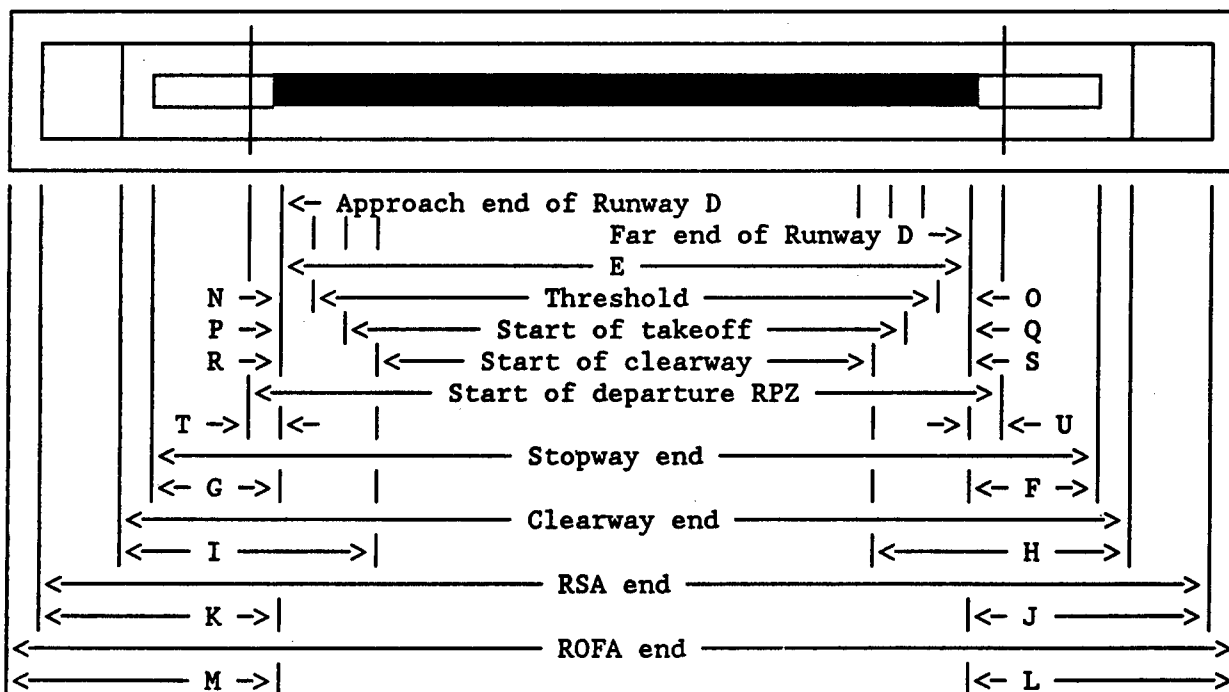 Approach end of Runway D
Far end of Runway D
E
N Threshold O
P Start of takeoff Q
R Start of clearway S
Start of departure RPZ
T U
Stopway end
G F
Clearway end
I H
RSA end
K J
ROFA end
M L